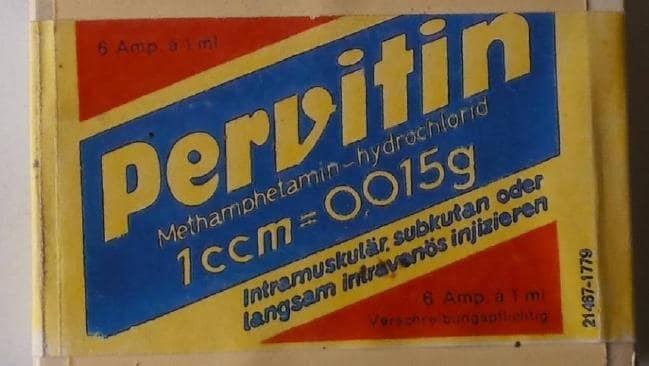 6 Amp. à 1 ml
Pervitin
Methamphetamin-hydrochlorid
1 ccm = 0,015g
Intramuskulär, subkutan oder
langsam intravenös injizieren
6 Amp. à 1 ml
Verschreibungspflichtig
21467-1779